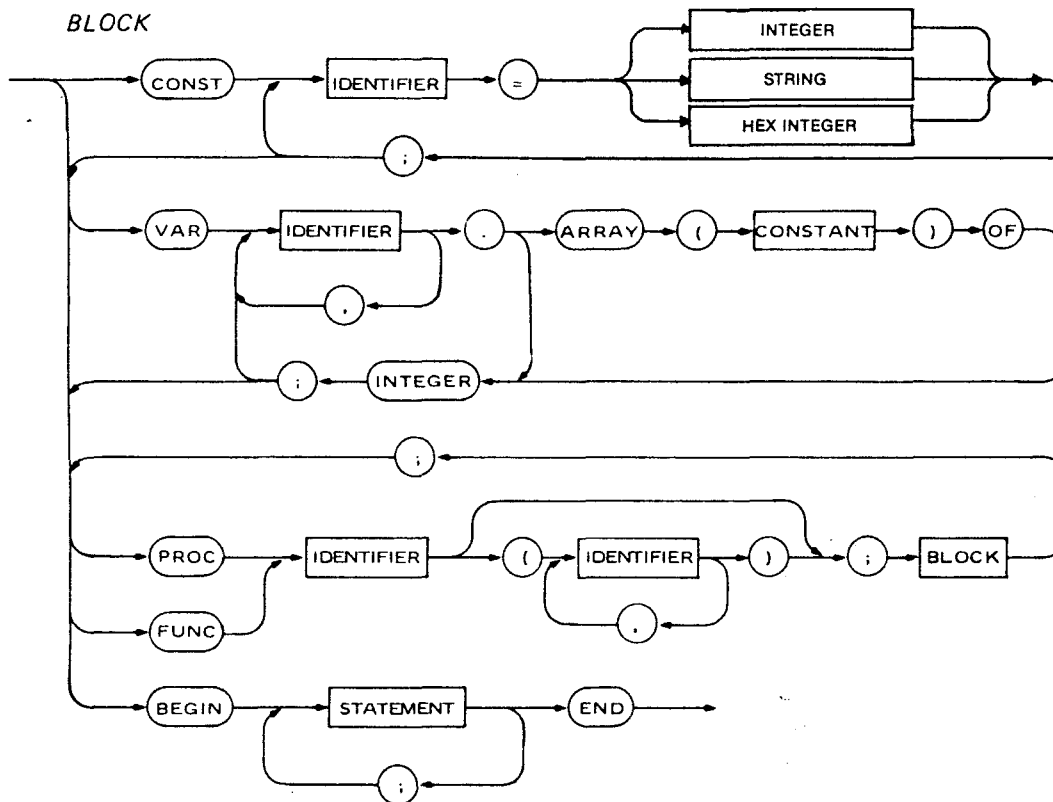 BLOCK
INTEGER
CONST IDENTIFIER = STRING
HEX INTEGER
;
VAR IDENTIFIER . ARRAY ( CONSTANT ) OF
,
; INTEGER
;
PROC IDENTIFIER ( IDENTIFIER ) ; BLOCK
FUNC ,
BEGIN STATEMENT END
;